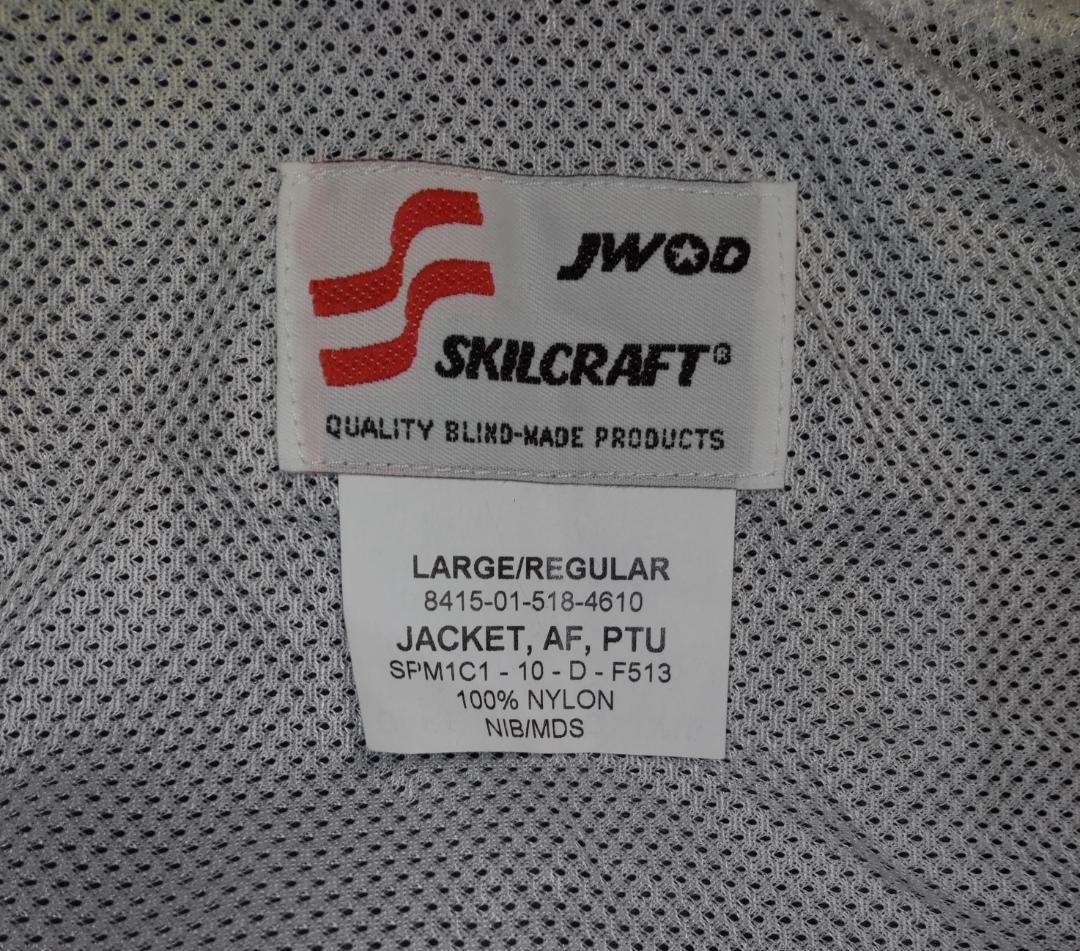 JWOD
SKILCRAFT®
QUALITY BLIND-MADE PRODUCTS
LARGE/REGULAR
8415-01-518-4610
JACKET, AF, PTU
SPM1C1 - 10 - D - F513
100% NYLON
NIB/MDS